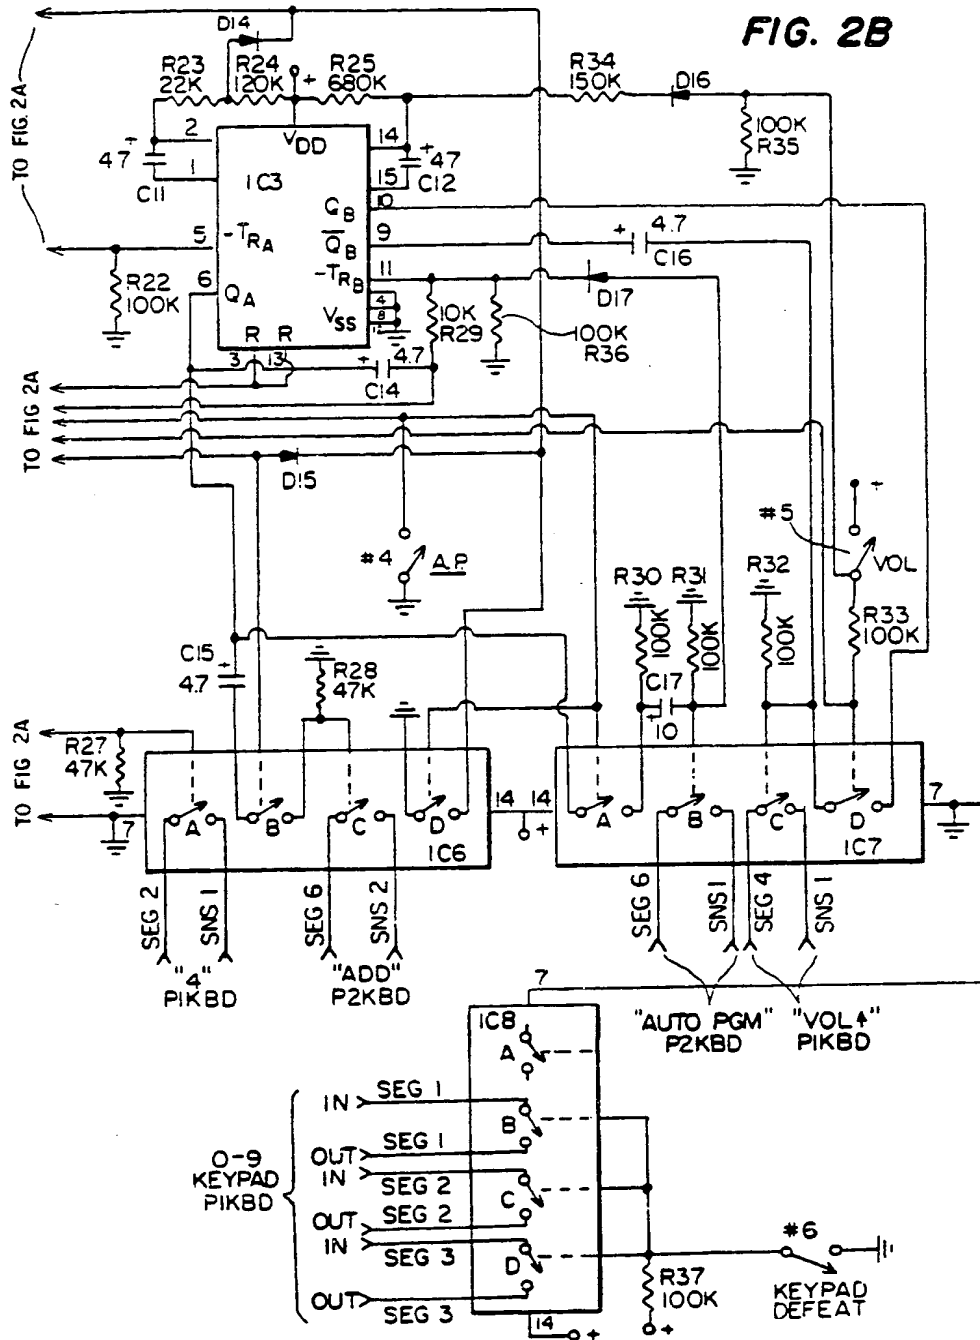 FIG. 2B
D14
R23
22K
R24
120K
+
R25
680K
R34
150K
D16
100K
R35
TO FIG. 2A
2
VDD
14
+
47
C11
1
IC3
+
47
C12
15
10
QB
5
-TRA
Q̅B
9
+
4.7
C16
R22
100K
6
QA
-TRB
11
D17
4
8
VSS
10K
R29
100K
R36
R
R
3
13
+
4.7
C14
TO FIG 2A
D15
#4
A.P.
#5
+
VOL
R30
100K
R31
100K
R32
100K
R33
100K
C15
+
4.7
R28
47K
C17
+
10
TO FIG 2A
R27
47K
7
A
B
C
D
IC6
14
14
+
A
B
C
D
IC7
7
SEG 2
SNS 1
SEG 6
SNS 2
SEG 6
SNS 1
SEG 4
SNS 1
"4"
P1KBD
"ADD"
P2KBD
"AUTO PGM"
P2KBD
"VOL↑"
P1KBD
7
IC8
A
B
C
D
0-9
KEYPAD
P1KBD
IN
SEG 1
OUT
SEG 1
IN
SEG 2
OUT
SEG 2
IN
SEG 3
OUT
SEG 3
14
+
R37
100K
+
#6
KEYPAD
DEFEAT